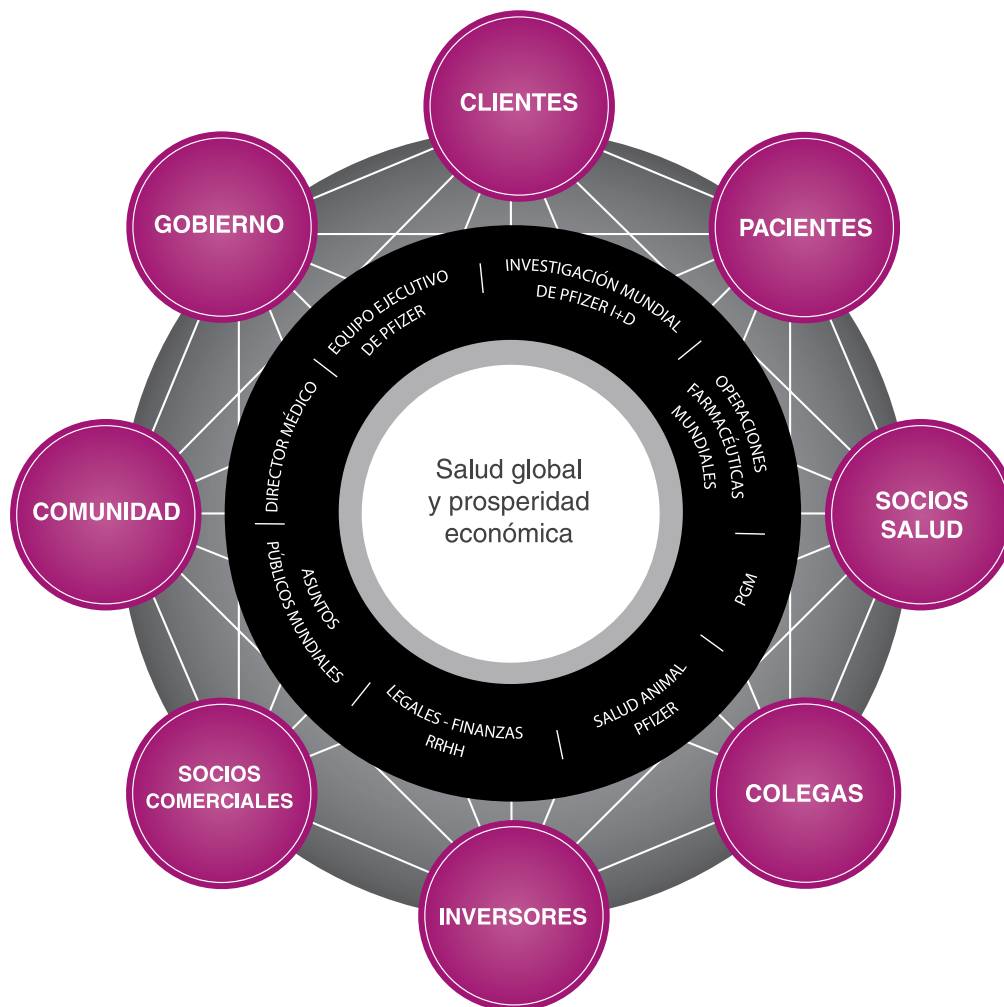 CLIENTES
PACIENTES
SOCIOS
SALUD
COLEGAS
INVERSORES
SOCIOS
COMERCIALES
COMUNIDAD
GOBIERNO
EQUIPO EJECUTIVO
DE PFIZER
INVESTIGACIÓN MUNDIAL
DE PFIZER I+D
OPERACIONES
FARMACÉUTICAS
MUNDIALES
PGM
SALUD ANIMAL
PFIZER
LEGALES - FINANZAS
RRHH
ASUNTOS
PÚBLICOS MUNDIALES
DIRECTOR MÉDICO
Salud global
y prosperidad
económica